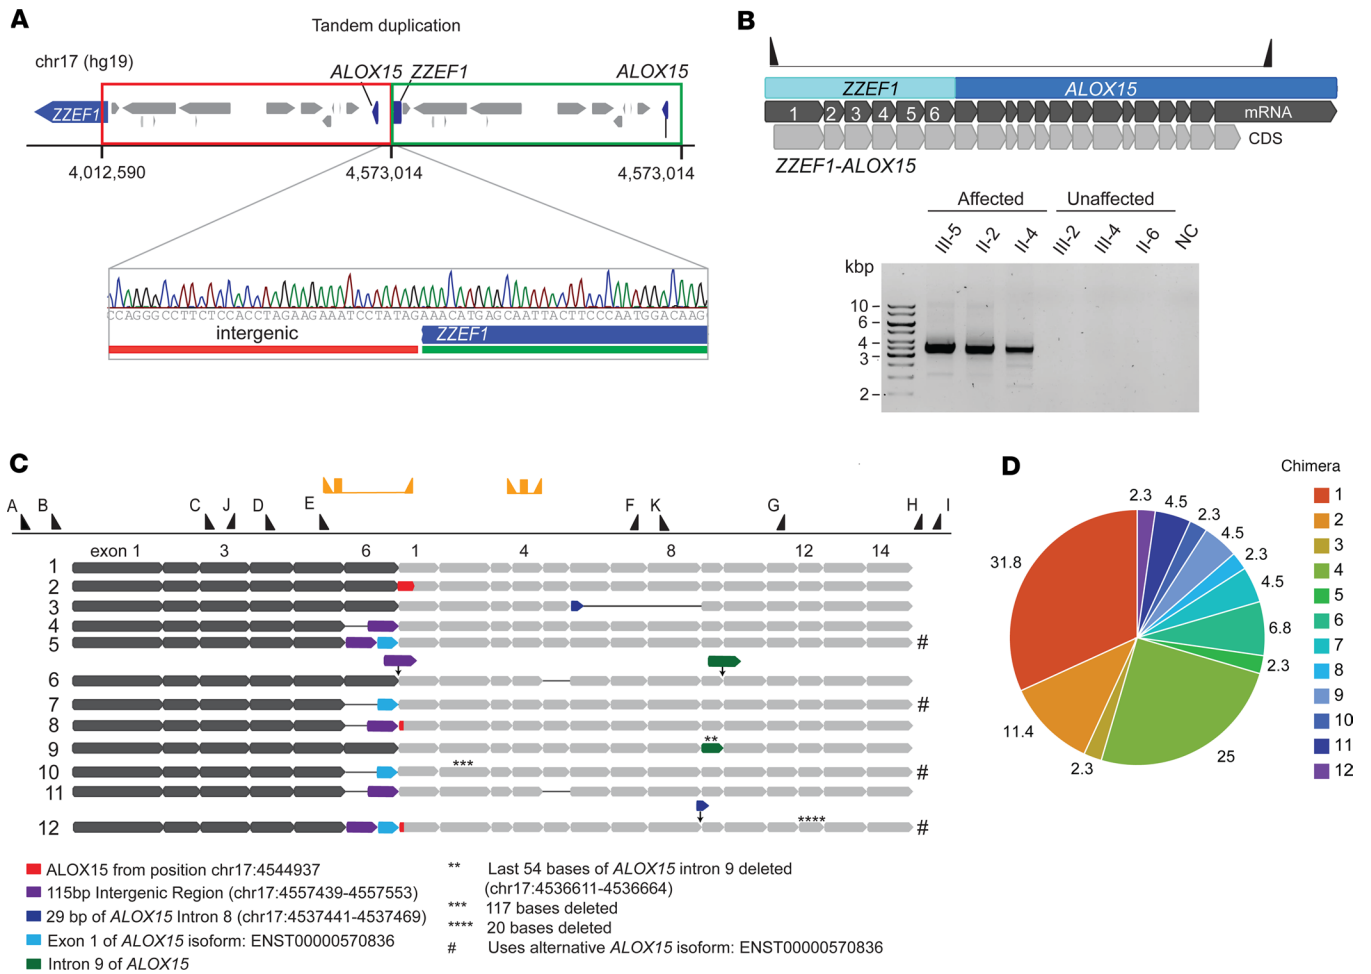 A
Tandem duplication
chr17 (hg19)
ALOX15 ZZEF1
ALOX15
ZZEF1
4,012,590
4,573,014
4,573,014
CCAGGGCCTTCTCCACCTAGAAGAAATCCTATAGAAACATGAGCAATTACTTCCCAATGGACAAG
intergenic
ZZEF1
B
ZZEF1
ALOX15
1 2 3 4 5 6
mRNA
CDS
ZZEF1-ALOX15
Affected
Unaffected
III-5 II-2 II-4 III-2 III-4 II-6 NC
kbp
10
6
4
3
2
C
A B C J D E F K G H I
exon 1 3 6 1 4 8 12 14
1
2
3
4
5 #
6
7 #
8
9 **
10 *** #
11
12 **** #
ALOX15 from position chr17:4544937
115bp Intergenic Region (chr17:4557439-4557553)
29 bp of ALOX15 Intron 8 (chr17:4537441-4537469)
Exon 1 of ALOX15 isoform: ENST00000570836
Intron 9 of ALOX15
** Last 54 bases of ALOX15 intron 9 deleted
(chr17:4536611-4536664)
*** 117 bases deleted
**** 20 bases deleted
# Uses alternative ALOX15 isoform: ENST00000570836
D
Chimera
1
2
3
4
5
6
7
8
9
10
11
12
2.3
4.5
2.3
4.5
2.3
4.5
6.8
2.3
25
2.3
11.4
31.8